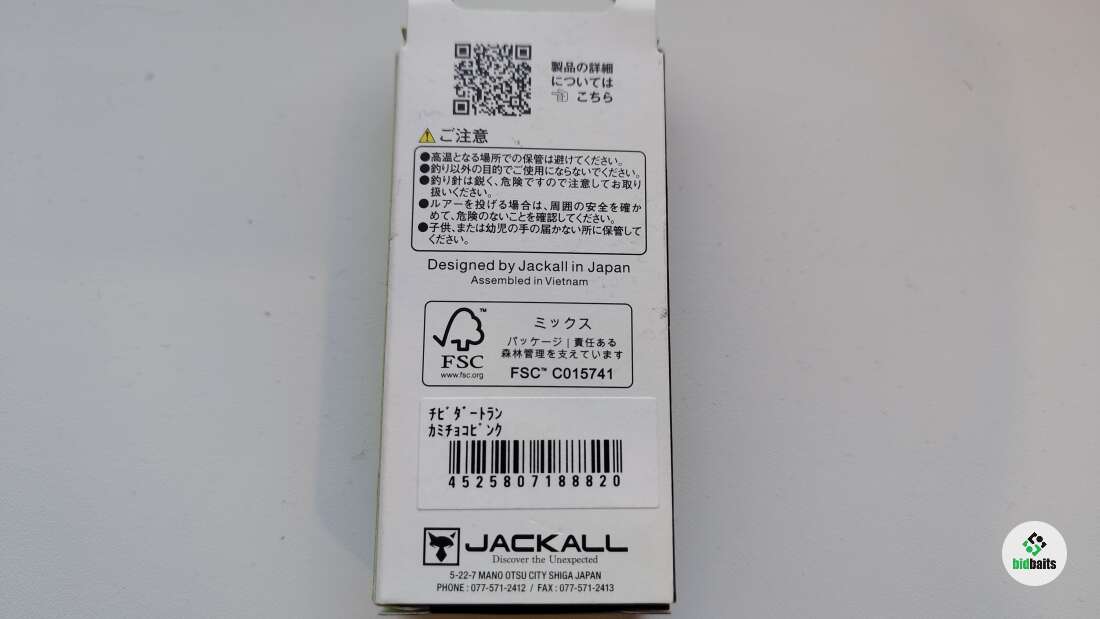 製品の詳細
については
こちら
ご注意
●高温となる場所での保管は避けてください。
●釣り以外の目的でご使用にならないでください。
●釣り針は鋭く、危険ですので注意してお取り
扱いください。
●ルアーを投げる場合は、周囲の安全を確か
めて、危険のないことを確認してください。
●子供、または幼児の手の届かない所に保管して
ください。
Designed by Jackall in Japan
Assembled in Vietnam
FSC™
www.fsc.org
ミックス
パッケージ｜責任ある
森林管理を支えています
FSC™ C015741
ﾁﾋﾞﾀﾞｰﾄﾗﾝ
ｶﾐﾁｮｺﾋﾟﾝｸ
4525807188820
JACKALL
Discover the Unexpected
5-22-7 MANO OTSU CITY SHIGA JAPAN
PHONE : 077-571-2412 / FAX : 077-571-2413
bidbaits